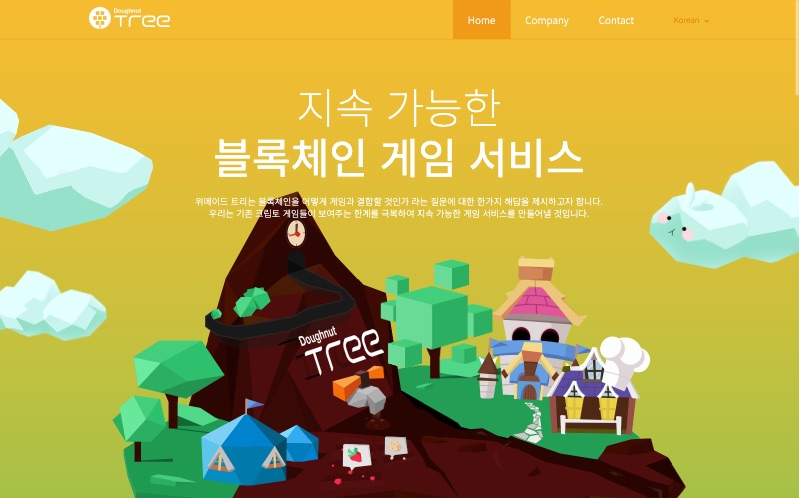 Doughnut
Tree
Home
Company
Contact
Korean
지속 가능한
블록체인 게임 서비스
위메이드 트리는 블록체인을 어떻게 게임과 결합할 것인가 라는 질문에 대한 한가지 해답을 제시하고자 합니다.
우리는 기존 크립토 게임들이 보여주는 한계를 극복하여 지속 가능한 게임 서비스를 만들어낼 것입니다.
Doughnut
Tree